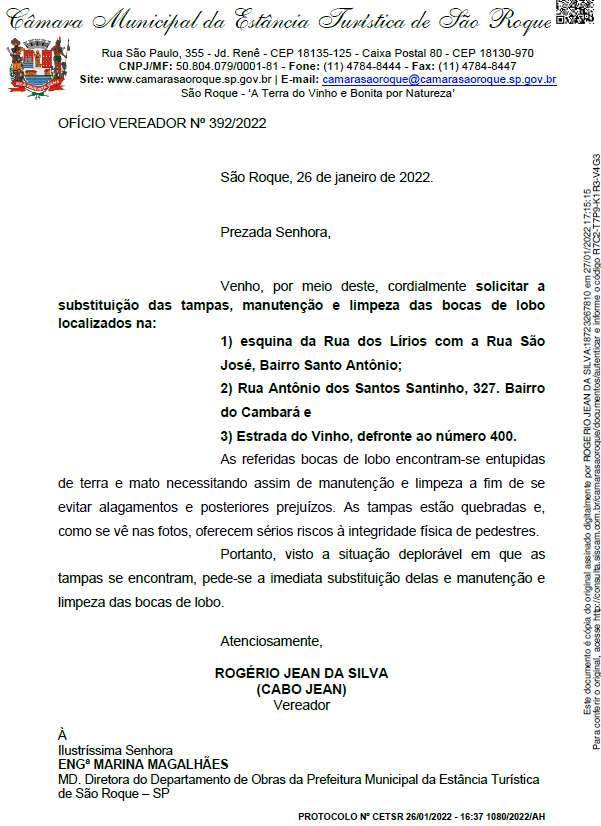 Câmara Municipal da Estância Turística de São Roque
Rua São Paulo, 355 - Jd. Renê - CEP 18135-125 - Caixa Postal 80 - CEP 18130-970
CNPJ/MF: 50.804.079/0001-81 - Fone: (11) 4784-8444 - Fax: (11) 4784-8447
Site: www.camarasaoroque.sp.gov.br | E-mail: camarasaoroque@camarasaoroque.sp.gov.br
São Roque - 'A Terra do Vinho e Bonita por Natureza'
OFÍCIO VEREADOR Nº 392/2022
São Roque, 26 de janeiro de 2022.
Prezada Senhora,
Venho, por meio deste, cordialmente solicitar a
substituição das tampas, manutenção e limpeza das bocas de lobo
localizados na:
1) esquina da Rua dos Lírios com a Rua São
José, Bairro Santo Antônio;
2) Rua Antônio dos Santos Santinho, 327. Bairro
do Cambará e
3) Estrada do Vinho, defronte ao número 400.
As referidas bocas de lobo encontram-se entupidas
de terra e mato necessitando assim de manutenção e limpeza a fim de se
evitar alagamentos e posteriores prejuízos. As tampas estão quebradas e,
como se vê nas fotos, oferecem sérios riscos à integridade física de pedestres.
Portanto, visto a situação deplorável em que as
tampas se encontram, pede-se a imediata substituição delas e manutenção e
limpeza das bocas de lobo.
Atenciosamente,
ROGÉRIO JEAN DA SILVA
(CABO JEAN)
Vereador
À
Ilustríssima Senhora
ENGª MARINA MAGALHÃES
MD. Diretora do Departamento de Obras da Prefeitura Municipal da Estância Turística
de São Roque – SP
PROTOCOLO Nº CETSR 26/01/2022 - 16:37 1080/2022/AH
Este documento é cópia do original assinado digitalmente por ROGERIO JEAN DA SILVA:18723267810 em 27/01/2022 17:15:15
Para conferir o original, acesse http://consulta.siscam.com.br/camarasaoroque/documentos/autenticar e informe o código R7C2-T7P9-K1R3-V4G3